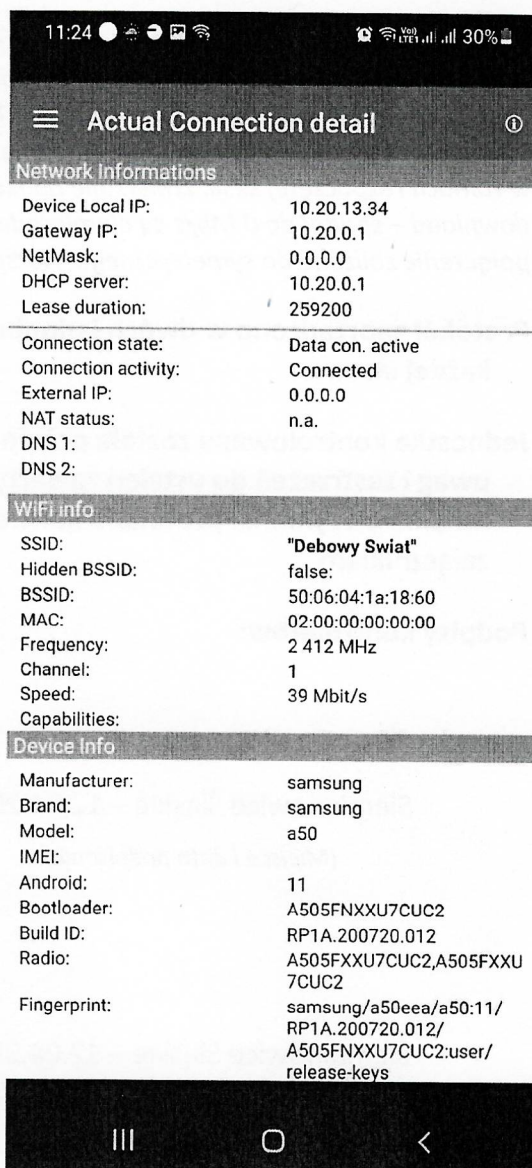 11:24 30%
Actual Connection detail
Network Informations
Device Local IP: 10.20.13.34
Gateway IP: 10.20.0.1
NetMask: 0.0.0.0
DHCP server: 10.20.0.1
Lease duration: 259200
Connection state: Data con. active
Connection activity: Connected
External IP: 0.0.0.0
NAT status: n.a.
DNS 1:
DNS 2:
WiFi info
SSID: "Debowy Swiat"
Hidden BSSID: false:
BSSID: 50:06:04:1a:18:60
MAC: 02:00:00:00:00:00
Frequency: 2 412 MHz
Channel: 1
Speed: 39 Mbit/s
Capabilities:
Device Info
Manufacturer: samsung
Brand: samsung
Model: a50
IMEI:
Android: 11
Bootloader: A505FNXXU7CUC2
Build ID: RP1A.200720.012
Radio: A505FXXU7CUC2,A505FXXU
7CUC2
Fingerprint: samsung/a50eea/a50:11/
RP1A.200720.012/
A505FNXXU7CUC2:user/
release-keys